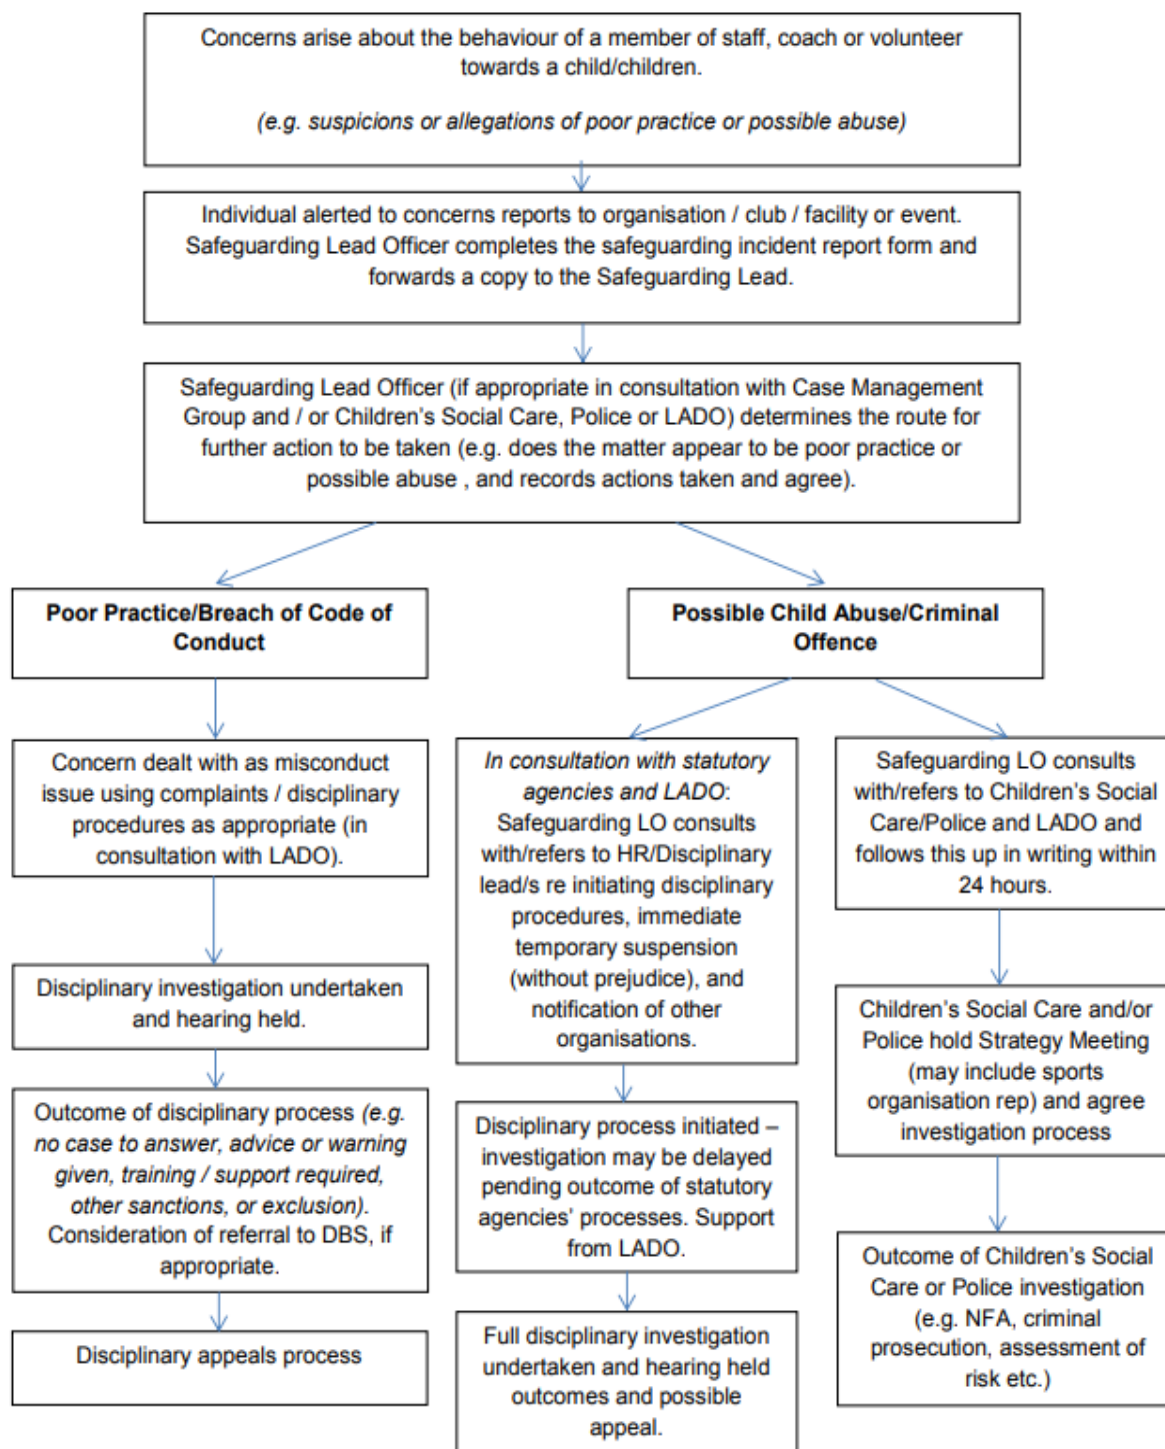 Concerns arise about the behaviour of a member of staff, coach or volunteer
towards a child/children.
(e.g. suspicions or allegations of poor practice or possible abuse)
Individual alerted to concerns reports to organisation / club / facility or event.
Safeguarding Lead Officer completes the safeguarding incident report form and
forwards a copy to the Safeguarding Lead.
Safeguarding Lead Officer (if appropriate in consultation with Case Management
Group and / or Children's Social Care, Police or LADO) determines the route for
further action to be taken (e.g. does the matter appear to be poor practice or
possible abuse , and records actions taken and agree).
Poor Practice/Breach of Code of
Conduct
Concern dealt with as misconduct
issue using complaints / disciplinary
procedures as appropriate (in
consultation with LADO).
Disciplinary investigation undertaken
and hearing held.
Outcome of disciplinary process (e.g.
no case to answer, advice or warning
given, training / support required,
other sanctions, or exclusion).
Consideration of referral to DBS, if
appropriate.
Disciplinary appeals process
Possible Child Abuse/Criminal
Offence
In consultation with statutory
agencies and LADO:
Safeguarding LO consults
with/refers to HR/Disciplinary
lead/s re initiating disciplinary
procedures, immediate
temporary suspension
(without prejudice), and
notification of other
organisations.
Disciplinary process initiated –
investigation may be delayed
pending outcome of statutory
agencies' processes. Support
from LADO.
Full disciplinary investigation
undertaken and hearing held
outcomes and possible
appeal.
Safeguarding LO consults
with/refers to Children's Social
Care/Police and LADO and
follows this up in writing within
24 hours.
Children's Social Care and/or
Police hold Strategy Meeting
(may include sports
organisation rep) and agree
investigation process
Outcome of Children's Social
Care or Police investigation
(e.g. NFA, criminal
prosecution, assessment of
risk etc.)